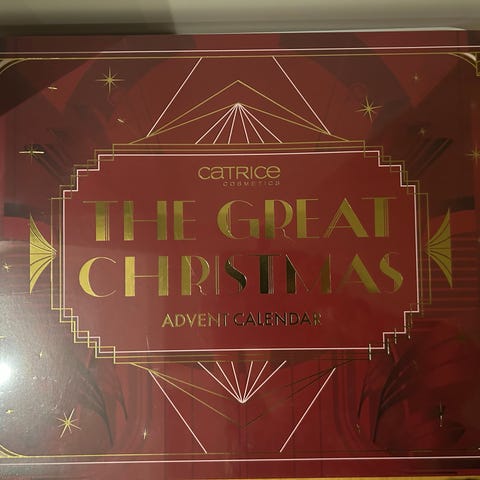 CATRICE
COSMETICS
THE GREAT
CHRISTMAS
ADVENT CALENDAR